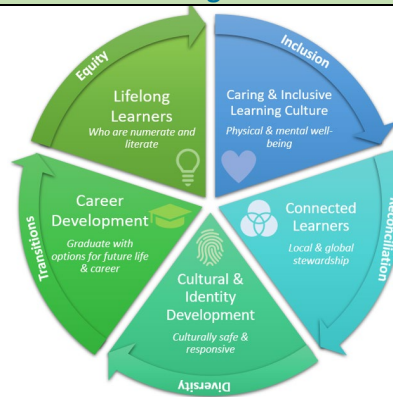 Equity
Inclusion
Lifelong
Learners
Who are numerate and
literate
Caring & Inclusive
Learning Culture
Physical & mental well-
being
Career
Development
Graduate with
options for future life
& career
Connected
Learners
Local & global
stewardship
Transitions
Reconciliation
Cultural &
Identity
Development
Culturally safe &
responsive
Diversity